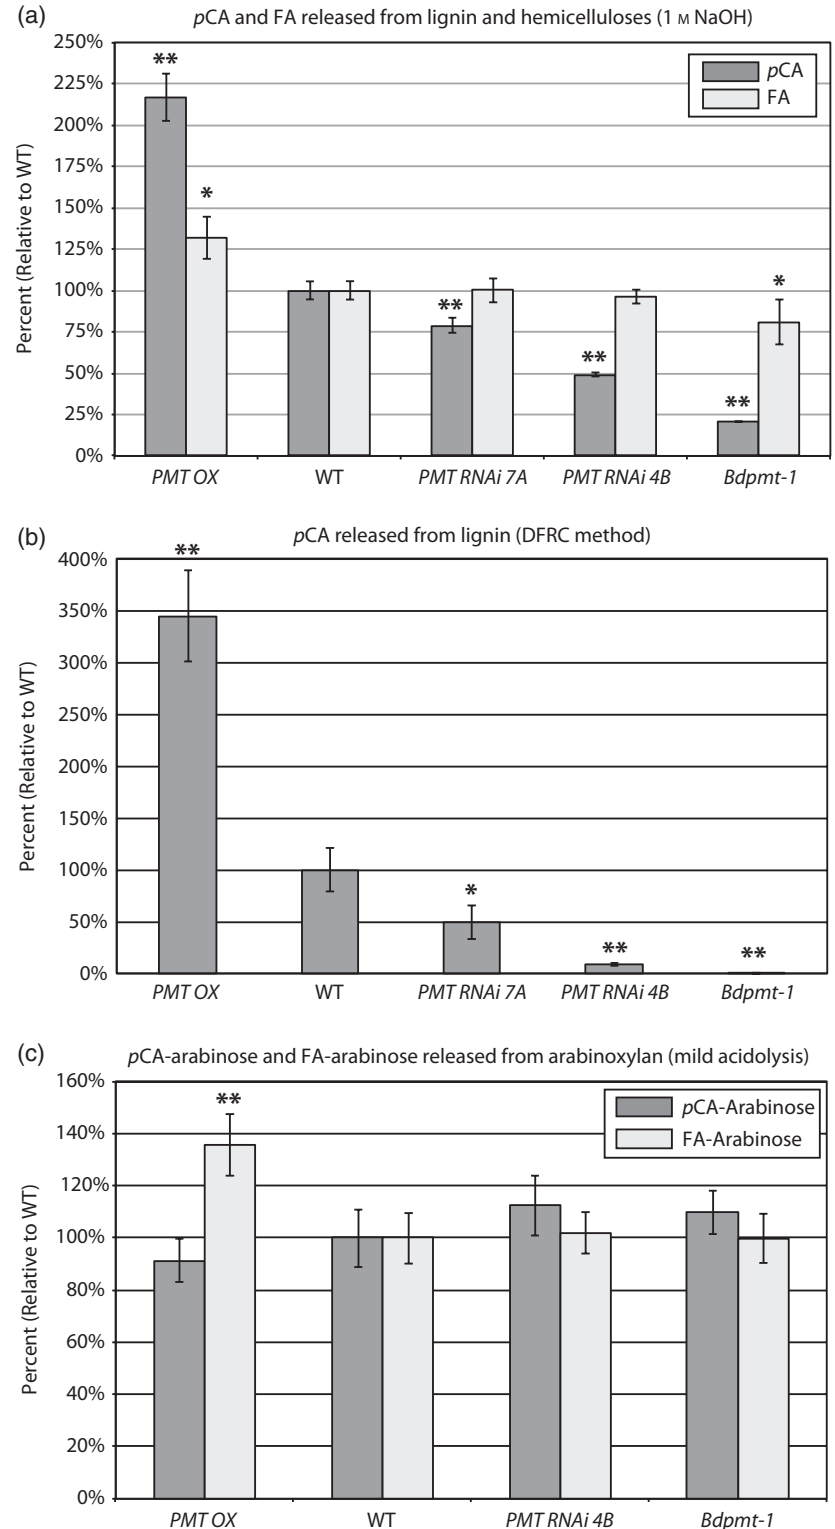 (a)
pCA and FA released from lignin and hemicelluloses (1 M NaOH)
250%
225%
200%
175%
150%
125%
100%
75%
50%
25%
0%
Percent (Relative to WT)
pCA
FA
**
*
**
**
**
*
PMT OX
WT
PMT RNAi 7A
PMT RNAi 4B
Bdpmt-1
(b)
pCA released from lignin (DFRC method)
400%
350%
300%
250%
200%
150%
100%
50%
0%
Percent (Relative to WT)
**
*
**
**
PMT OX
WT
PMT RNAi 7A
PMT RNAi 4B
Bdpmt-1
(c)
pCA-arabinose and FA-arabinose released from arabinoxylan (mild acidolysis)
160%
140%
120%
100%
80%
60%
40%
20%
0%
Percent (Relative to WT)
pCA-Arabinose
FA-Arabinose
**
PMT OX
WT
PMT RNAi 4B
Bdpmt-1